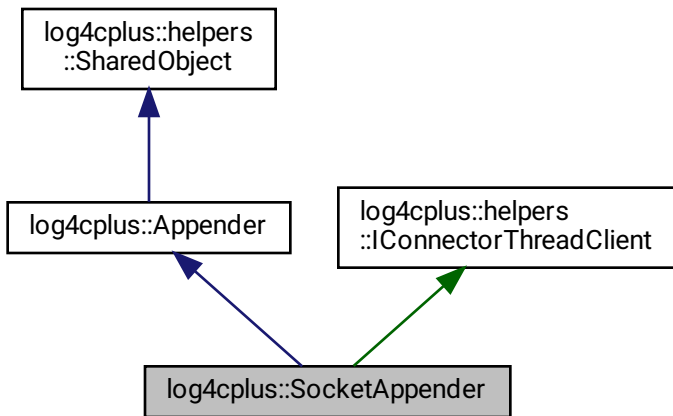 log4cplus::helpers
::SharedObject
log4cplus::Appender
log4cplus::helpers
::IConnectorThreadClient
log4cplus::SocketAppender